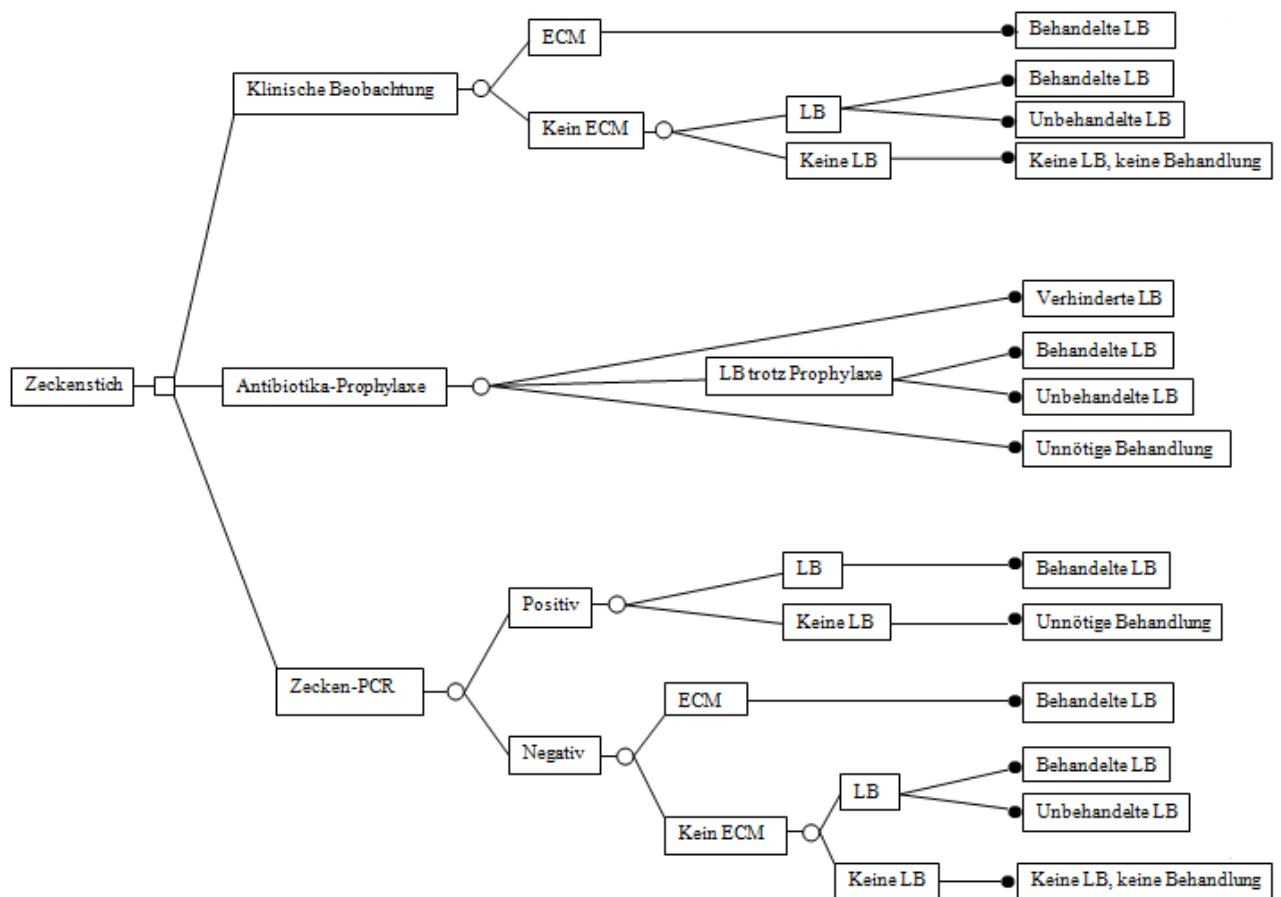 ECM
Behandelte LB
Klinische Beobachtung
Behandelte LB
LB
Kein ECM
Unbehandelte LB
Keine LB
Keine LB, keine Behandlung
Verhinderte LB
Behandelte LB
LB trotz Prophylaxe
Zeckenstich
Antibiotika-Prophylaxe
Unbehandelte LB
Unnötige Behandlung
LB
Behandelte LB
Positiv
Keine LB
Unnötige Behandlung
Zecken-PCR
ECM
Behandelte LB
Negativ
Behandelte LB
LB
Unbehandelte LB
Kein ECM
Keine LB
Keine LB, keine Behandlung